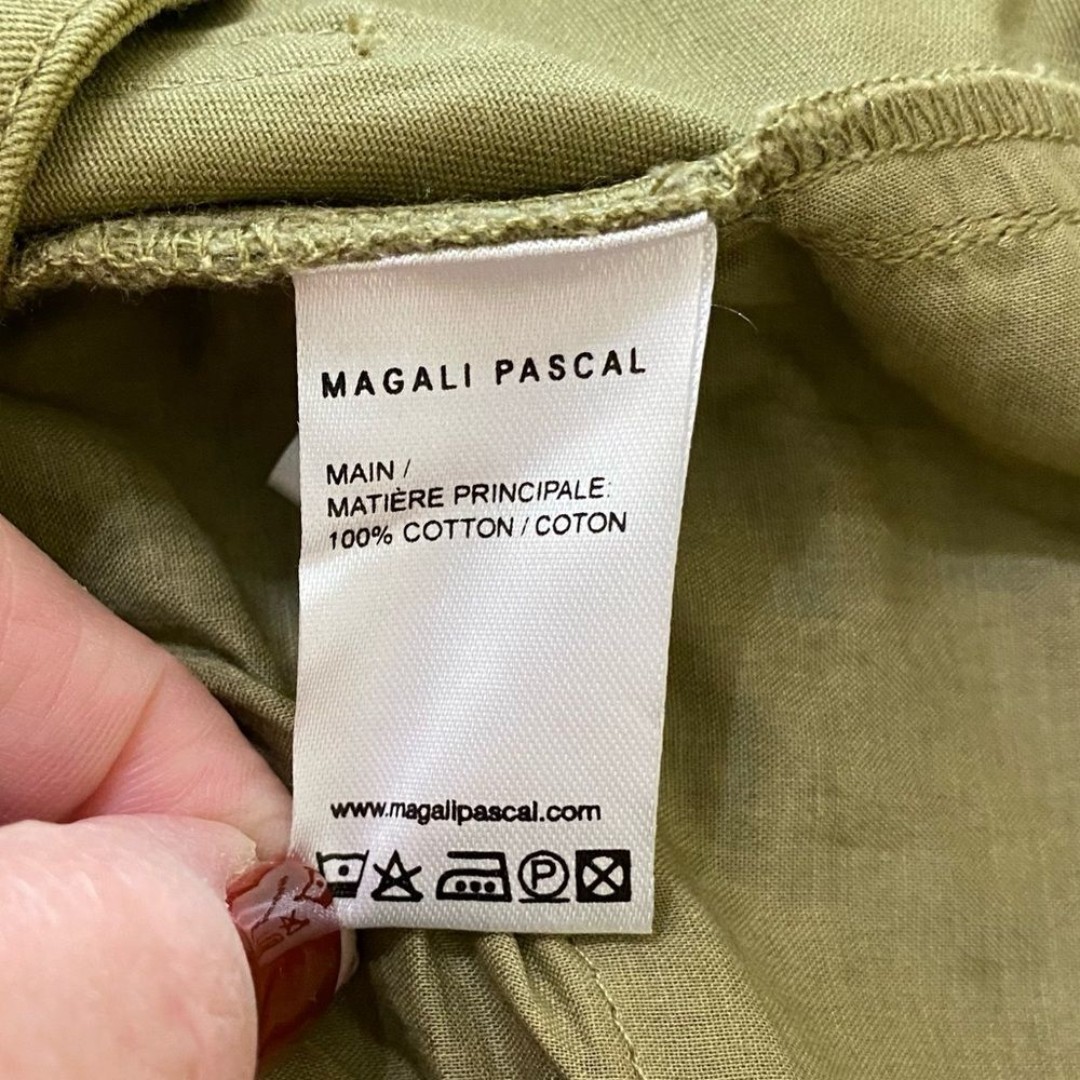 MAGALI PASCAL
MAIN /
MATIÈRE PRINCIPALE:
100% COTTON / COTON
www.magalipascal.com
P